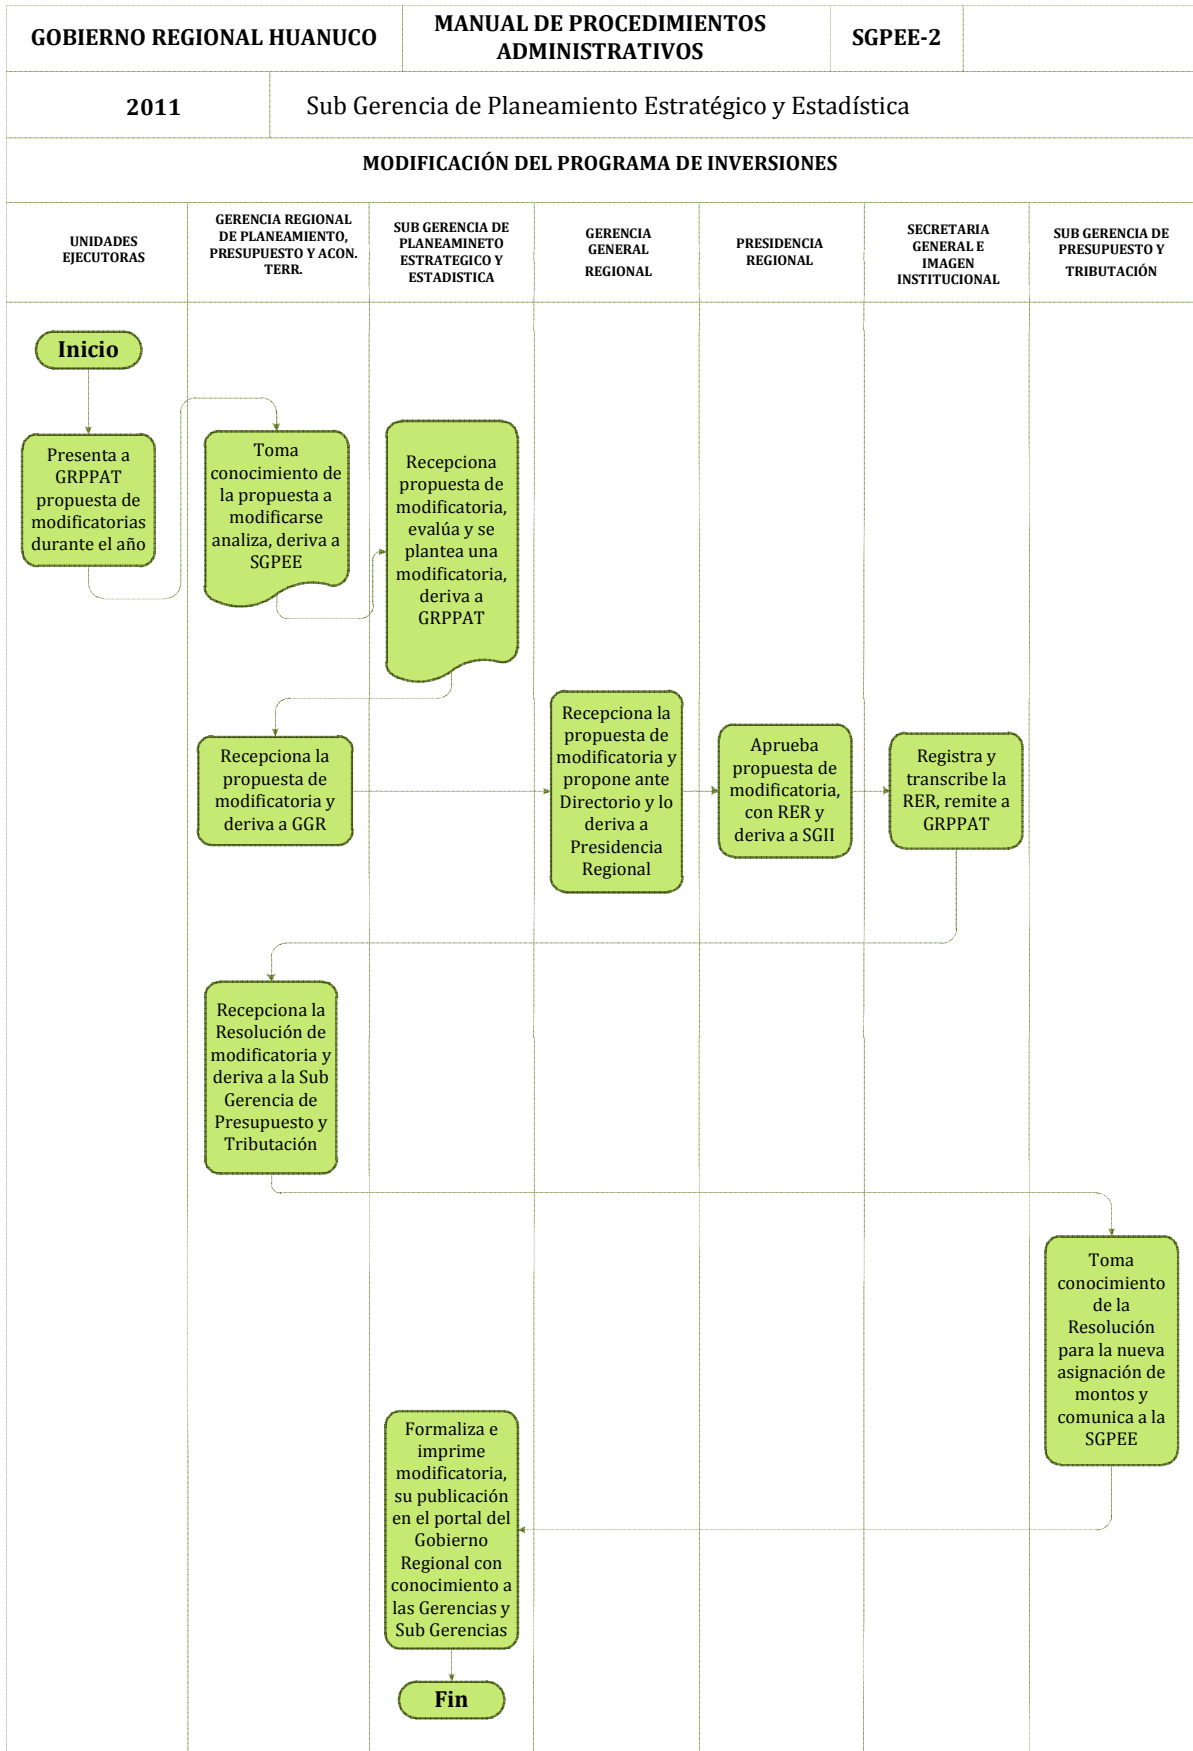 GOBIERNO REGIONAL HUANUCO
MANUAL DE PROCEDIMIENTOS
ADMINISTRATIVOS
SGPEE-2
2011
Sub Gerencia de Planeamiento Estratégico y Estadística
MODIFICACIÓN DEL PROGRAMA DE INVERSIONES
UNIDADES
EJECUTORAS
GERENCIA REGIONAL
DE PLANEAMIENTO,
PRESUPUESTO Y ACON.
TERR.
SUB GERENCIA DE
PLANEAMINETO
ESTRATEGICO Y
ESTADISTICA
GERENCIA
GENERAL
REGIONAL
PRESIDENCIA
REGIONAL
SECRETARIA
GENERAL E
IMAGEN
INSTITUCIONAL
SUB GERENCIA DE
PRESUPUESTO Y
TRIBUTACIÓN
Inicio
Presenta a
GRPPAT
propuesta de
modificatorias
durante el año
Toma
conocimiento de
la propuesta a
modificarse
analiza, deriva a
SGPEE
Recepciona
propuesta de
modificatoria,
evalúa y se
plantea una
modificatoria,
deriva a
GRPPAT
Recepciona la
propuesta de
modificatoria y
deriva a GGR
Recepciona la
propuesta de
modificatoria y
propone ante
Directorio y lo
deriva a
Presidencia
Regional
Aprueba
propuesta de
modificatoria,
con RER y
deriva a SGII
Registra y
transcribe la
RER, remite a
GRPPAT
Recepciona la
Resolución de
modificatoria y
deriva a la Sub
Gerencia de
Presupuesto y
Tributación
Toma
conocimiento
de la
Resolución
para la nueva
asignación de
montos y
comunica a la
SGPEE
Formaliza e
imprime
modificatoria,
su publicación
en el portal del
Gobierno
Regional con
conocimiento a
las Gerencias y
Sub Gerencias
Fin